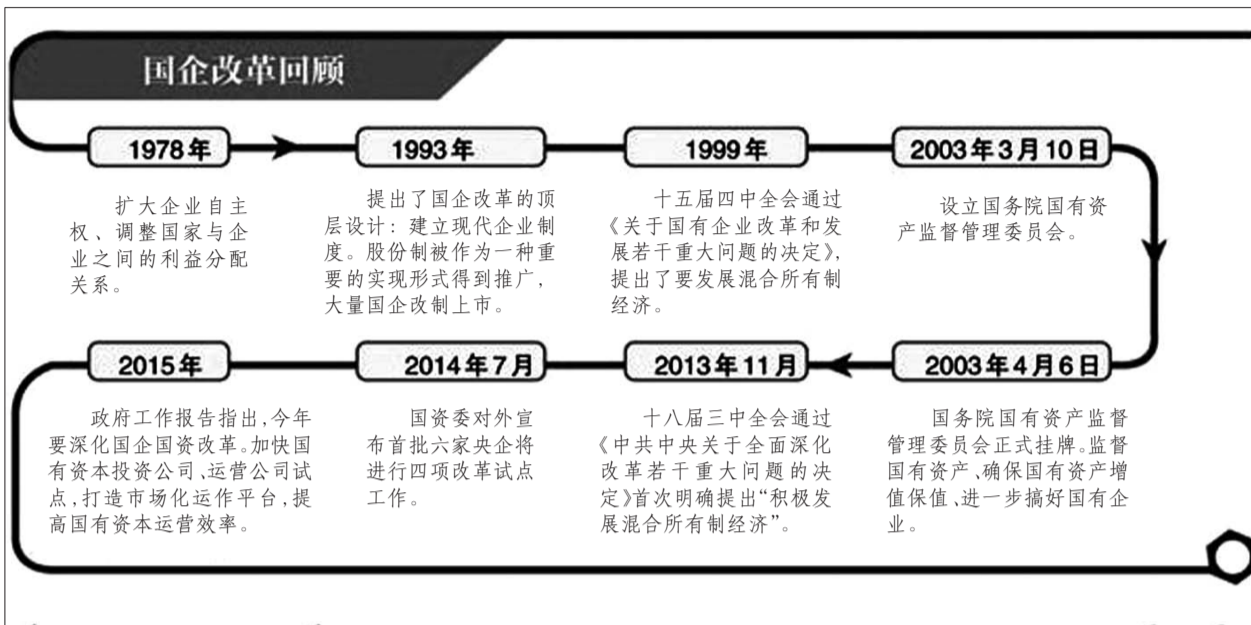 国企改革回顾
1978年
扩大企业自主
权、调整国家与企
业之间的利益分配
关系。
1993年
提出了国企改革的顶
层设计：建立现代企业制
度。股份制被作为一种重
要的实现形式得到推广，
大量国企改制上市。
1999年
十五届四中全会通过
《关于国有企业改革和发
展若干重大问题的决定》，
提出了要发展混合所有制
经济。
2003年3月10日
设立国务院国有资
产监督管理委员会。
2003年4月6日
国务院国有资产监督
管理委员会正式挂牌。监督
国有资产、确保国有资产增
值保值、进一步搞好国有企
业。
2013年11月
十八届三中全会通过
《中共中央关于全面深化
改革若干重大问题的决
定》首次明确提出“积极发
展混合所有制经济”。
2014年7月
国资委对外宣
布首批六家央企将
进行四项改革试点
工作。
2015年
政府工作报告指出，今年
要深化国企国资改革。加快国
有资本投资公司、运营公司试
点，打造市场化运作平台，提
高国有资本运营效率。